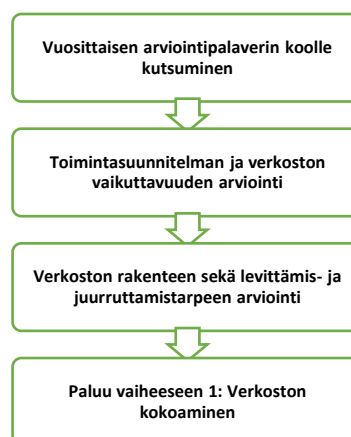 Vuosittaisen arviointipalaverin koolle
kutsuminen
Toimintasuunnitelman ja verkoston
vaikuttavuuden arviointi
Verkoston rakenteen sekä levittämis- ja
juurruttamistarpeen arviointi
Paluu vaiheeseen 1: Verkoston
kokoaminen